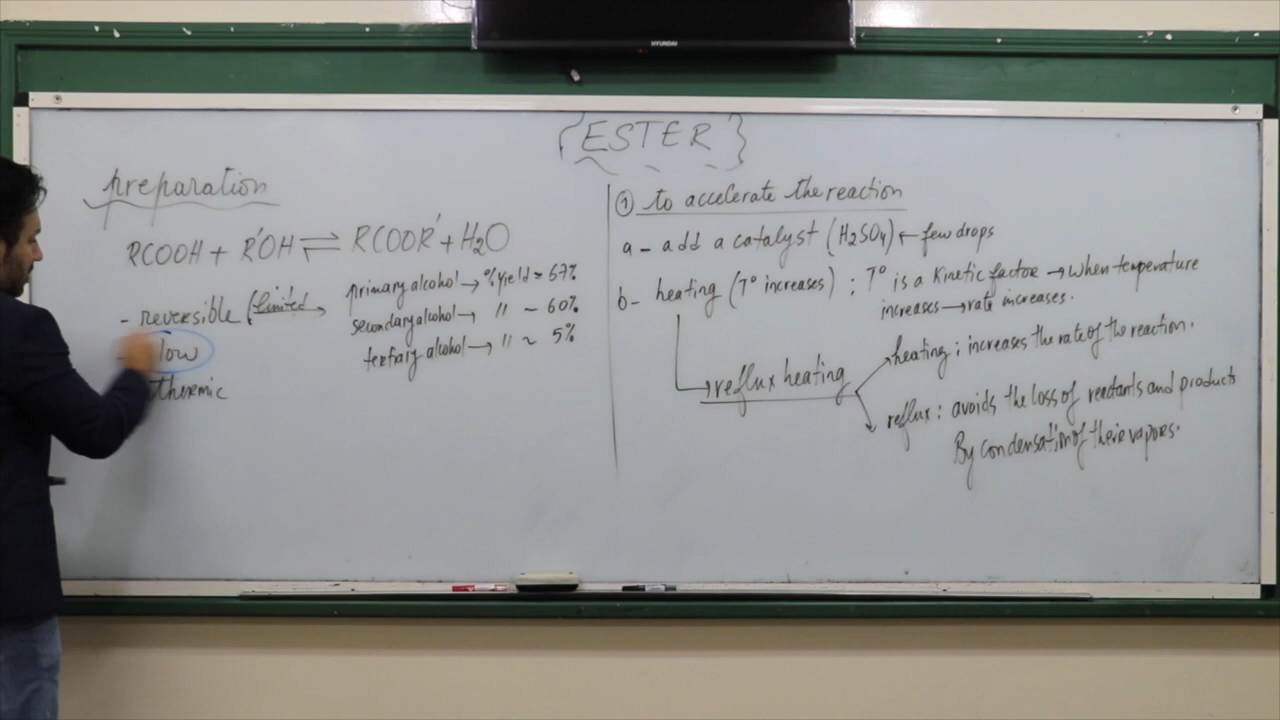 HYUNDAI
{ESTER}
preparation
RCOOH + R'OH ⇌ RCOOR' + H2O
- reversible (limited → primary alcohol → % yield = 67%
secondary alcohol → " ~ 60%
tertiary alcohol → " ~ 5%
low
thermic
① to accelerate the reaction
a - add a catalyst (H2SO4) ← few drops
b - heating (T° increases) : T° is a kinetic factor → when temperature
increases → rate increases.
→ reflux heating
heating : increases the rate of the reaction.
reflux : avoids the loss of reactants and products
By condensation of their vapors.